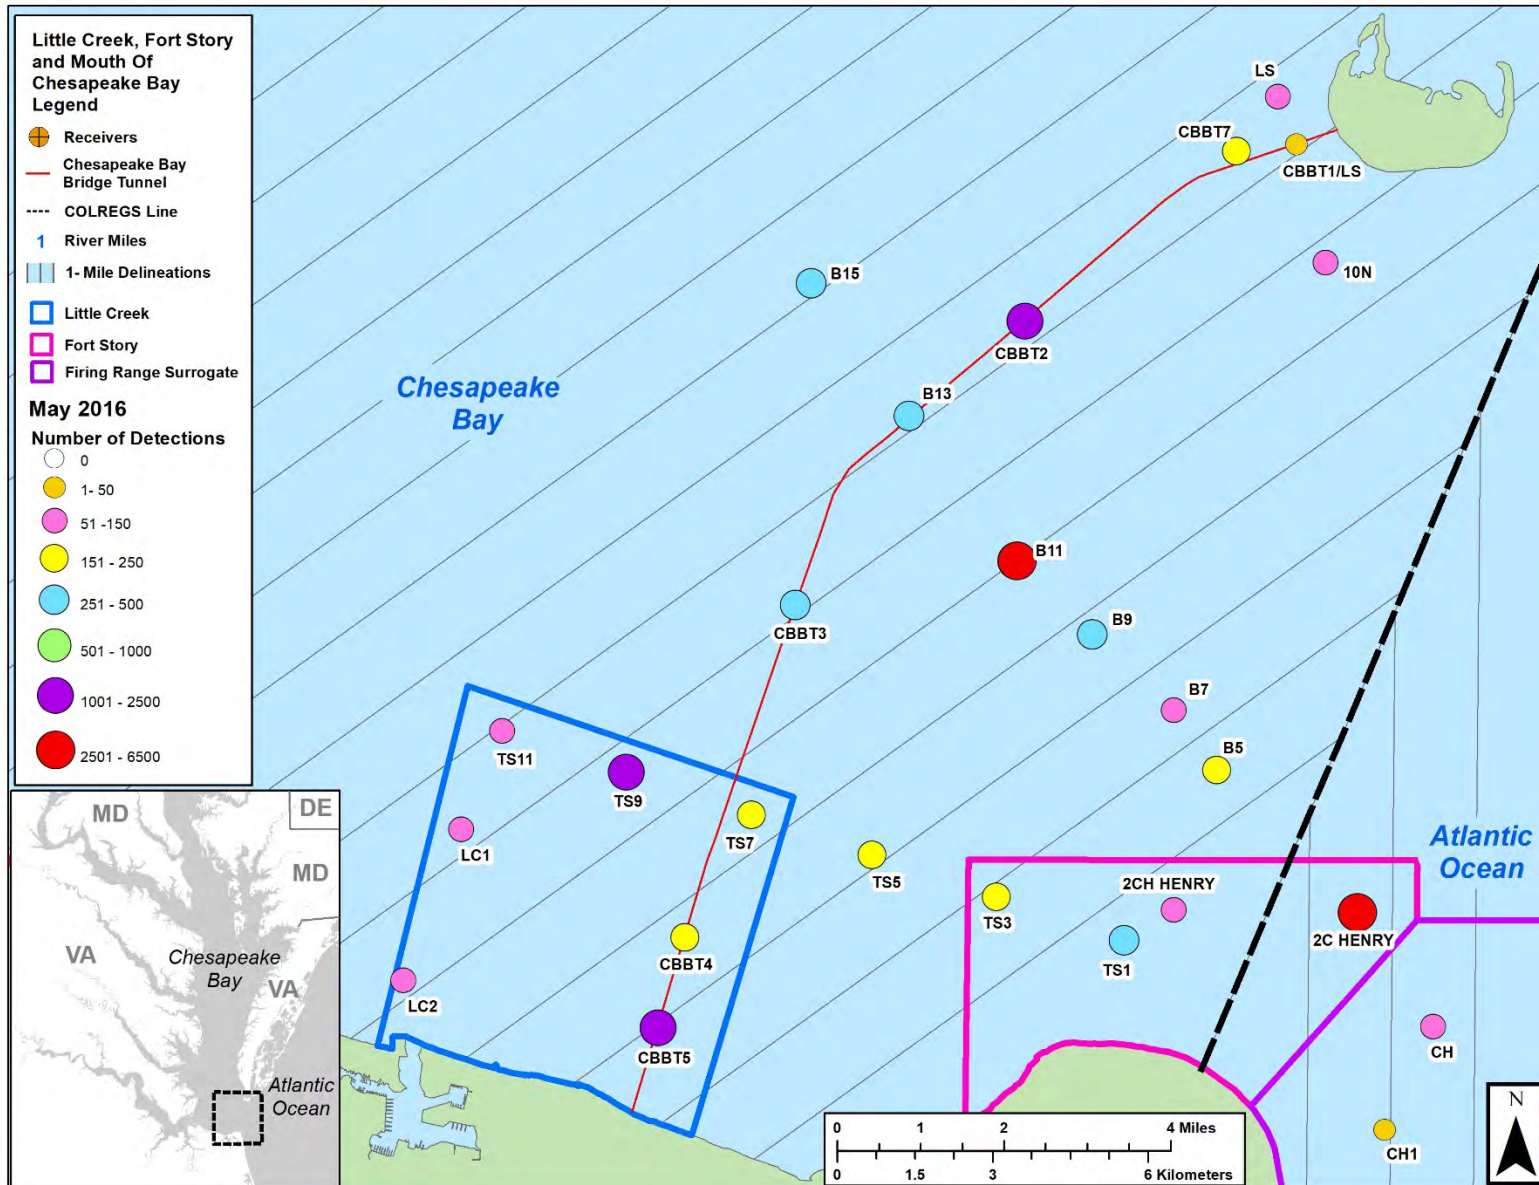 Little Creek, Fort Story
and Mouth Of
Chesapeake Bay
Legend
Receivers
Chesapeake Bay
Bridge Tunnel
COLREGS Line
1 River Miles
1- Mile Delineations
Little Creek
Fort Story
Firing Range Surrogate
May 2016
Number of Detections
0
1- 50
51 -150
151 - 250
251 - 500
501 - 1000
1001 - 2500
2501 - 6500
LS
CBBT7
CBBT1/LS
10N
B15
CBBT2
Chesapeake
Bay
B13
B11
CBBT3
B9
B7
B5
TS11
TS9
TS7
LC1
TS5
Atlantic
Ocean
2CH HENRY
TS3
2C HENRY
TS1
CBBT4
LC2
CBBT5
CH
CH1
MD
DE
MD
VA
Chesapeake
Bay
VA
Atlantic
Ocean
0 1 2 4 Miles
0 1.5 3 6 Kilometers
N